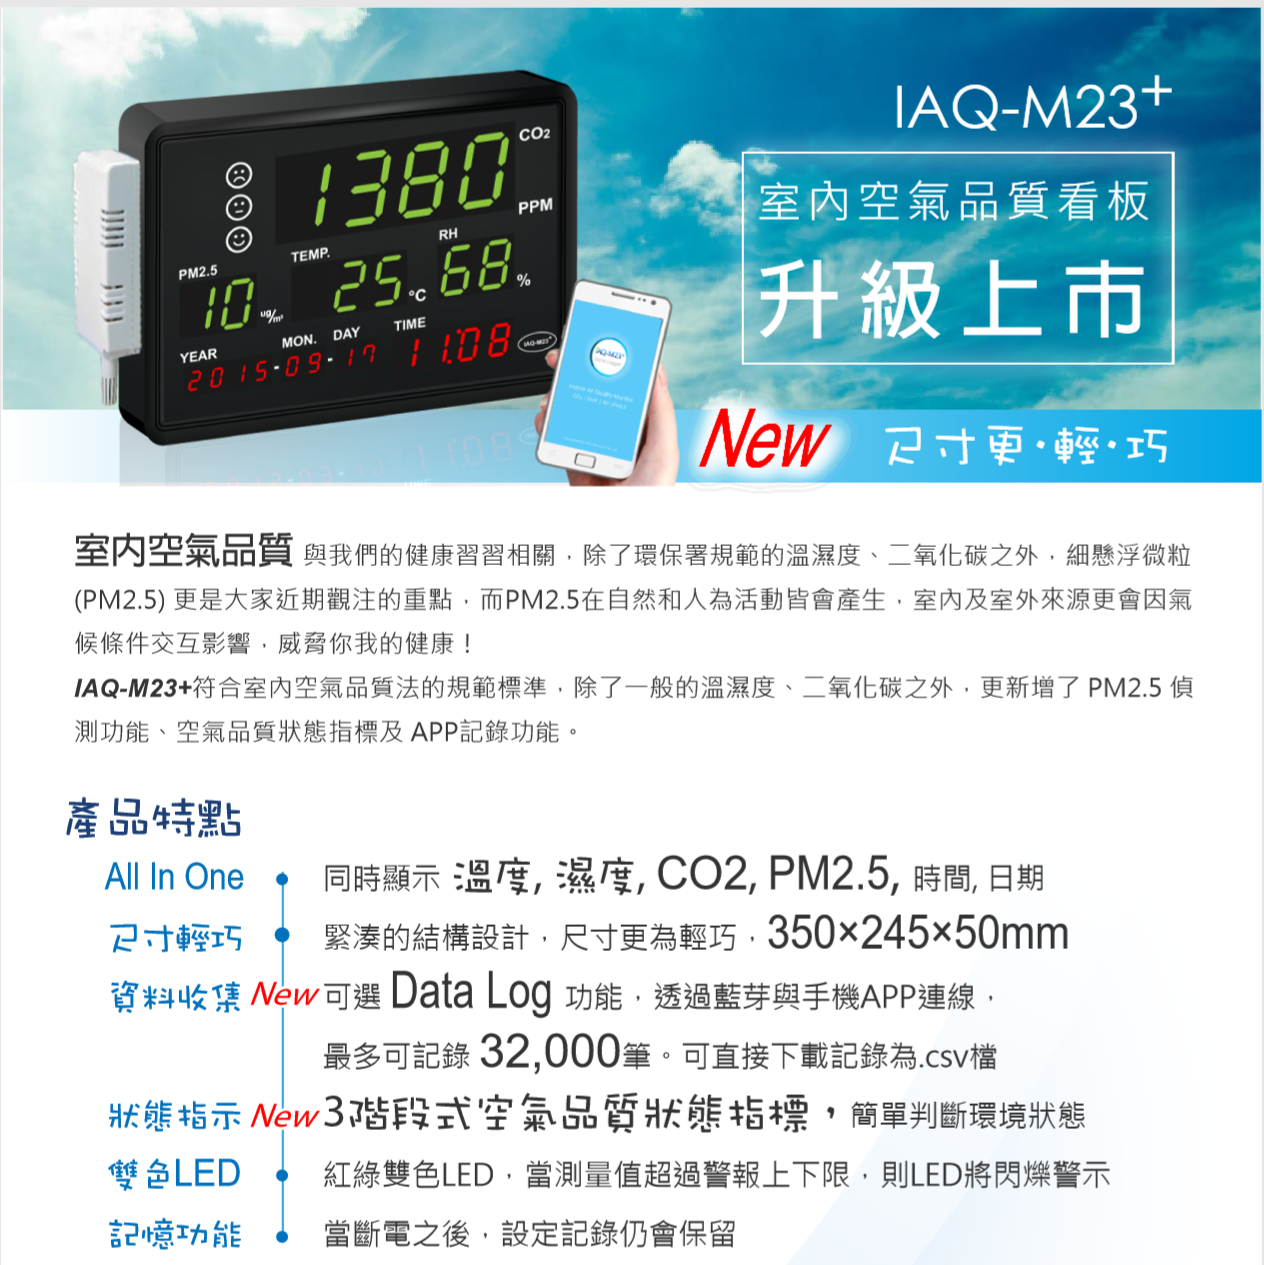 IAQ-M23+
室內空氣品質看板
升級上市
CO2
1380
PPM
PM2.5
TEMP.
RH
10 ug/m³
25 °C
68 %
YEAR
MON.
DAY
TIME
2015-09-17
11:08
IAQ-M23+
IAQ-M23+
New 尺寸更·輕·巧
室內空氣品質 與我們的健康習習相關，除了環保署規範的溫濕度、二氧化碳之外，細懸浮微粒
(PM2.5) 更是大家近期觀注的重點，而PM2.5在自然和人為活動皆會產生，室內及室外來源更會因氣
候條件交互影響，威脅你我的健康！
IAQ-M23+符合室內空氣品質法的規範標準，除了一般的溫濕度、二氧化碳之外，更新增了 PM2.5 偵
測功能、空氣品質狀態指標及 APP記錄功能。
產品特點
All In One 同時顯示 溫度, 濕度, CO2, PM2.5, 時間, 日期
尺寸輕巧 緊湊的結構設計，尺寸更為輕巧，350×245×50mm
資料收集 New 可選 Data Log 功能，透過藍芽與手機APP連線，
最多可記錄 32,000筆。可直接下載記錄為.csv檔
狀態指示 New 3階段式空氣品質狀態指標，簡單判斷環境狀態
雙色LED 紅綠雙色LED，當測量值超過警報上下限，則LED將閃爍警示
記憶功能 當斷電之後，設定記錄仍會保留